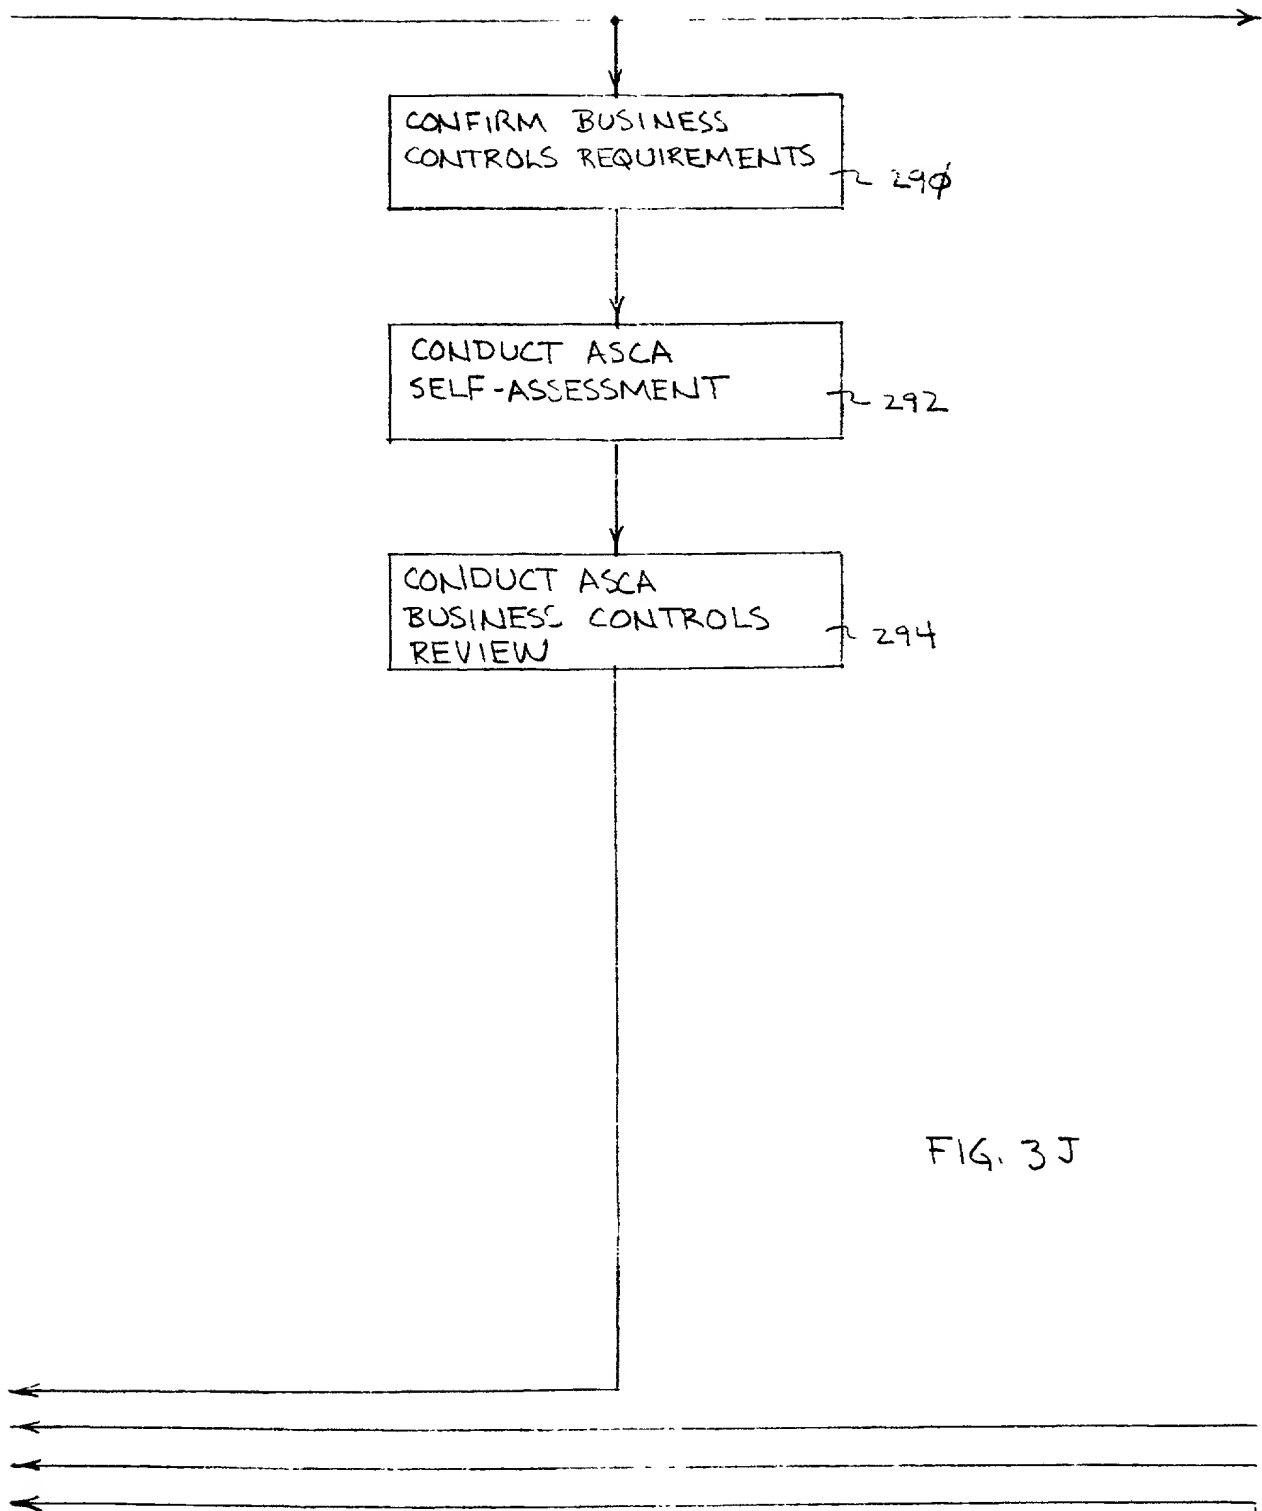 CONFIRM BUSINESS
CONTROLS REQUIREMENTS
290
CONDUCT ASCA
SELF-ASSESSMENT
292
CONDUCT ASCA
BUSINESS CONTROLS
REVIEW
294
FIG. 3J